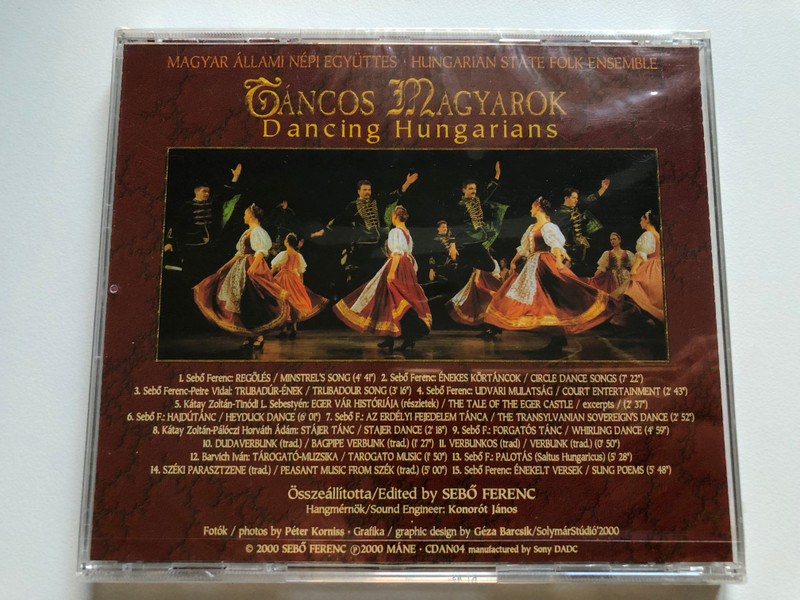 MAGYAR ÁLLAMI NÉPI EGYÜTTES · HUNGARIAN STATE FOLK ENSEMBLE
TÁNCOS MAGYAROK
Dancing Hungarians
1. Sebő Ferenc: REGÖLÉS / MINSTREL'S SONG (4' 41") 2. Sebő Ferenc: ÉNEKES KÖRTÁNCOK / CIRCLE DANCE SONGS (7' 22")
3. Sebő Ferenc-Peire Vidal: TRUBADÚR-ÉNEK / TRUBADOUR SONG (3' 16") 4. Sebő Ferenc: UDVARI MULATSÁG / COURT ENTERTAINMENT (2' 43")
5. Kátay Zoltán-Thódi L. Sebestyén: EGER VÁR HISTÓRIÁJA (részletek) / THE TALE OF THE EGER CASTLE / excerpts / (2' 37")
6. Sebő F.: HAJDÚTÁNC / HEYDUCK DANCE (6' 01") 7. Sebő F.: AZ ERDÉLYI FEJEDELEM TÁNCA / THE TRANSYLVANIAN SOVEREIGN'S DANCE (2' 52")
8. Kátay Zoltán-Pálóczi Horváth Ádám: STÁJER TÁNC / STAJER DANCE (2' 18") 9. Sebő F.: FORGATÓS TÁNC / WHIRLING DANCE (4' 59")
10. DUDAVERBUNK (trad.) / BAGPIPE VERBUNK (trad.) (1' 27") 11. VERBUNKOS (trad) / VERBUNK (trad.) (0' 50")
12. Barvich Iván: TÁROGATÓ-MUZSIKA / TAROGATO MUSIC (1' 50") 13. Sebő F.: PALOTÁS (Saltus Hungaricus) (5' 28")
14. SZÉKI PARASZTZENE (trad.) / PEASANT MUSIC FROM SZÉK (trad.) (5' 00") 15. Sebő Ferenc: ÉNEKELT VERSEK / SUNG POEMS (5' 48")
Összeállította/Edited by SEBŐ FERENC
Hangmérnök/Sound Engineer: Konorót János
Fotók / photos by Péter Korniss · Grafika / graphic design by Géza Barcsik/SolymárStúdió'2000
© 2000 SEBŐ FERENC ℗ 2000 MÁNE · CDAN04 manufactured by Sony DADC